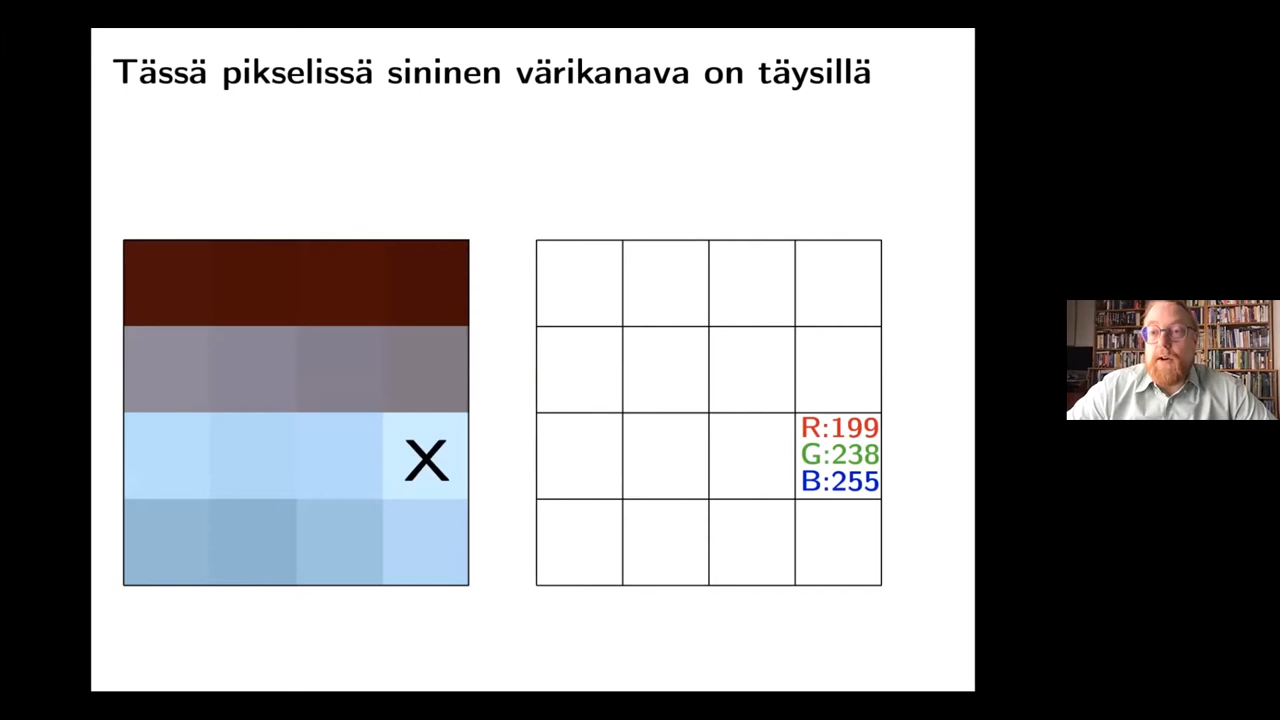 Tässä pikselissä sininen värikanava on täysillä
X
R:199
G:238
B:255